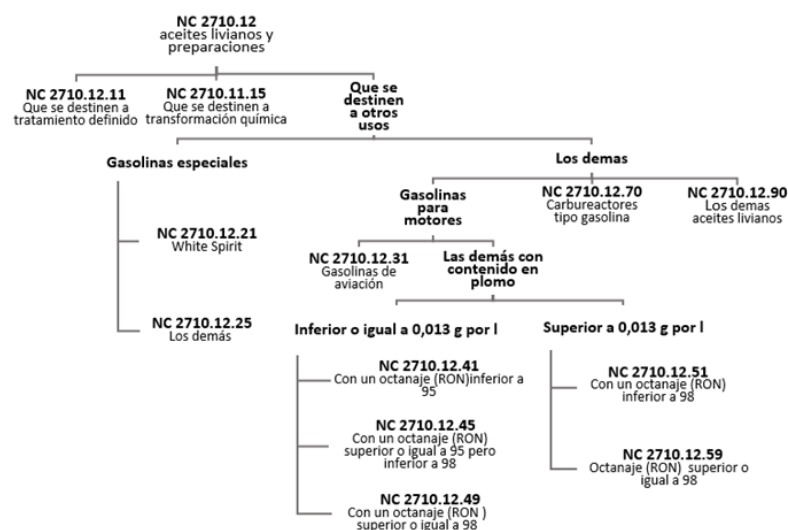 NC 2710.12
aceites livianos y
preparaciones
NC 2710.12.11
Que se destinen a
tratamiento definido
NC 2710.11.15
Que se destinen a
transformación química
Que se
destinen
a otros
usos
Gasolinas especiales
NC 2710.12.21
White Spirit
NC 2710.12.25
Los demás
Los demas
Gasolinas
para
motores
NC 2710.12.70
Carbureactores
tipo gasolina
NC 2710.12.90
Los demas
aceites livianos
NC 2710.12.31
Gasolinas de
aviación
Las demás con
contenido en
plomo
Inferior o igual a 0,013 g por l
NC 2710.12.41
Con un octanaje (RON)inferior a
95
NC 2710.12.45
Con un octanaje (RON)
superior o igual a 95 pero
inferior a 98
NC 2710.12.49
Con un octanaje (RON )
superior o igual a 98
Superior a 0,013 g por l
NC 2710.12.51
Con un octanaje (RON)
inferior a 98
NC 2710.12.59
Octanaje (RON) superior o
igual a 98